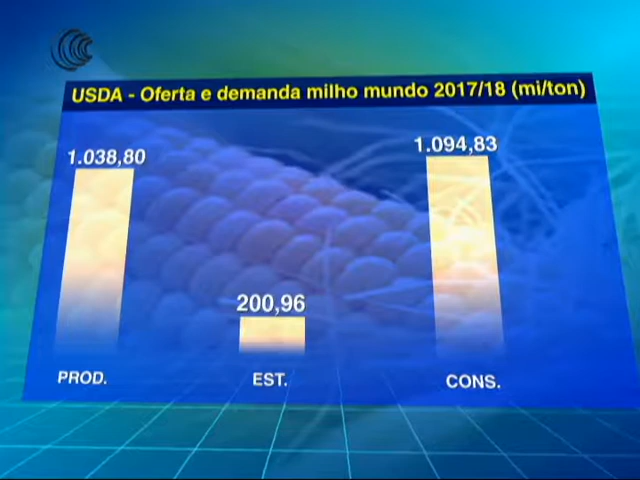 USDA - Oferta e demanda milho mundo 2017/18 (mi/ton)
1.038,80
200,96
1.094,83
PROD.
EST.
CONS.